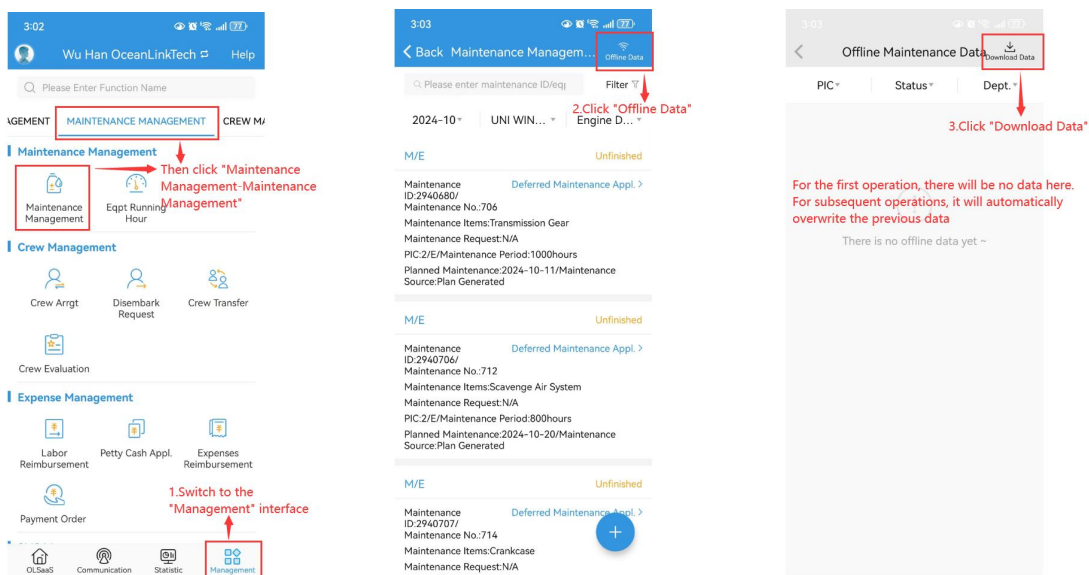 3:02
77
Wu Han OceanLinkTech
Help
Please Enter Function Name
AGEMENT
MAINTENANCE MANAGEMENT
CREW MA
Maintenance Management
Then click "Maintenance
Management-Maintenance
Management"
Maintenance
Management
Eqpt Running
Hour
Crew Management
Crew Arrgt
Disembark
Request
Crew Transfer
Crew Evaluation
Expense Management
Labor
Reimbursement
Petty Cash Appl.
Expenses
Reimbursement
Payment Order
1.Switch to the
"Management" interface
OLSaaS
Communication
Statistic
Management
3:03
77
Back Maintenance Managem...
Offline Data
Please enter maintenance ID/eq
Filter
2.Click "Offline Data"
2024-10
UNI WIN...
Engine D...
M/E
Unfinished
Maintenance
ID:2940680/
Maintenance No.:706
Deferred Maintenance Appl. >
Maintenance Items:Transmission Gear
Maintenance Request:N/A
PIC:2/E/Maintenance Period:1000hours
Planned Maintenance:2024-10-11/Maintenance
Source:Plan Generated
M/E
Unfinished
Maintenance
ID:2940706/
Maintenance No.:712
Deferred Maintenance Appl. >
Maintenance Items:Scavenge Air System
Maintenance Request:N/A
PIC:2/E/Maintenance Period:800hours
Planned Maintenance:2024-10-20/Maintenance
Source:Plan Generated
M/E
Unfinished
Maintenance
ID:2940707/
Maintenance No.:714
Deferred Maintenance Appl. >
Maintenance Items:Crankcase
Maintenance Request:N/A
3:03
77
Offline Maintenance Data
Download Data
PIC
Status
Dept.
3.Click "Download Data"
For the first operation, there will be no data here.
For subsequent operations, it will automatically
overwrite the previous data
There is no offline data yet ~